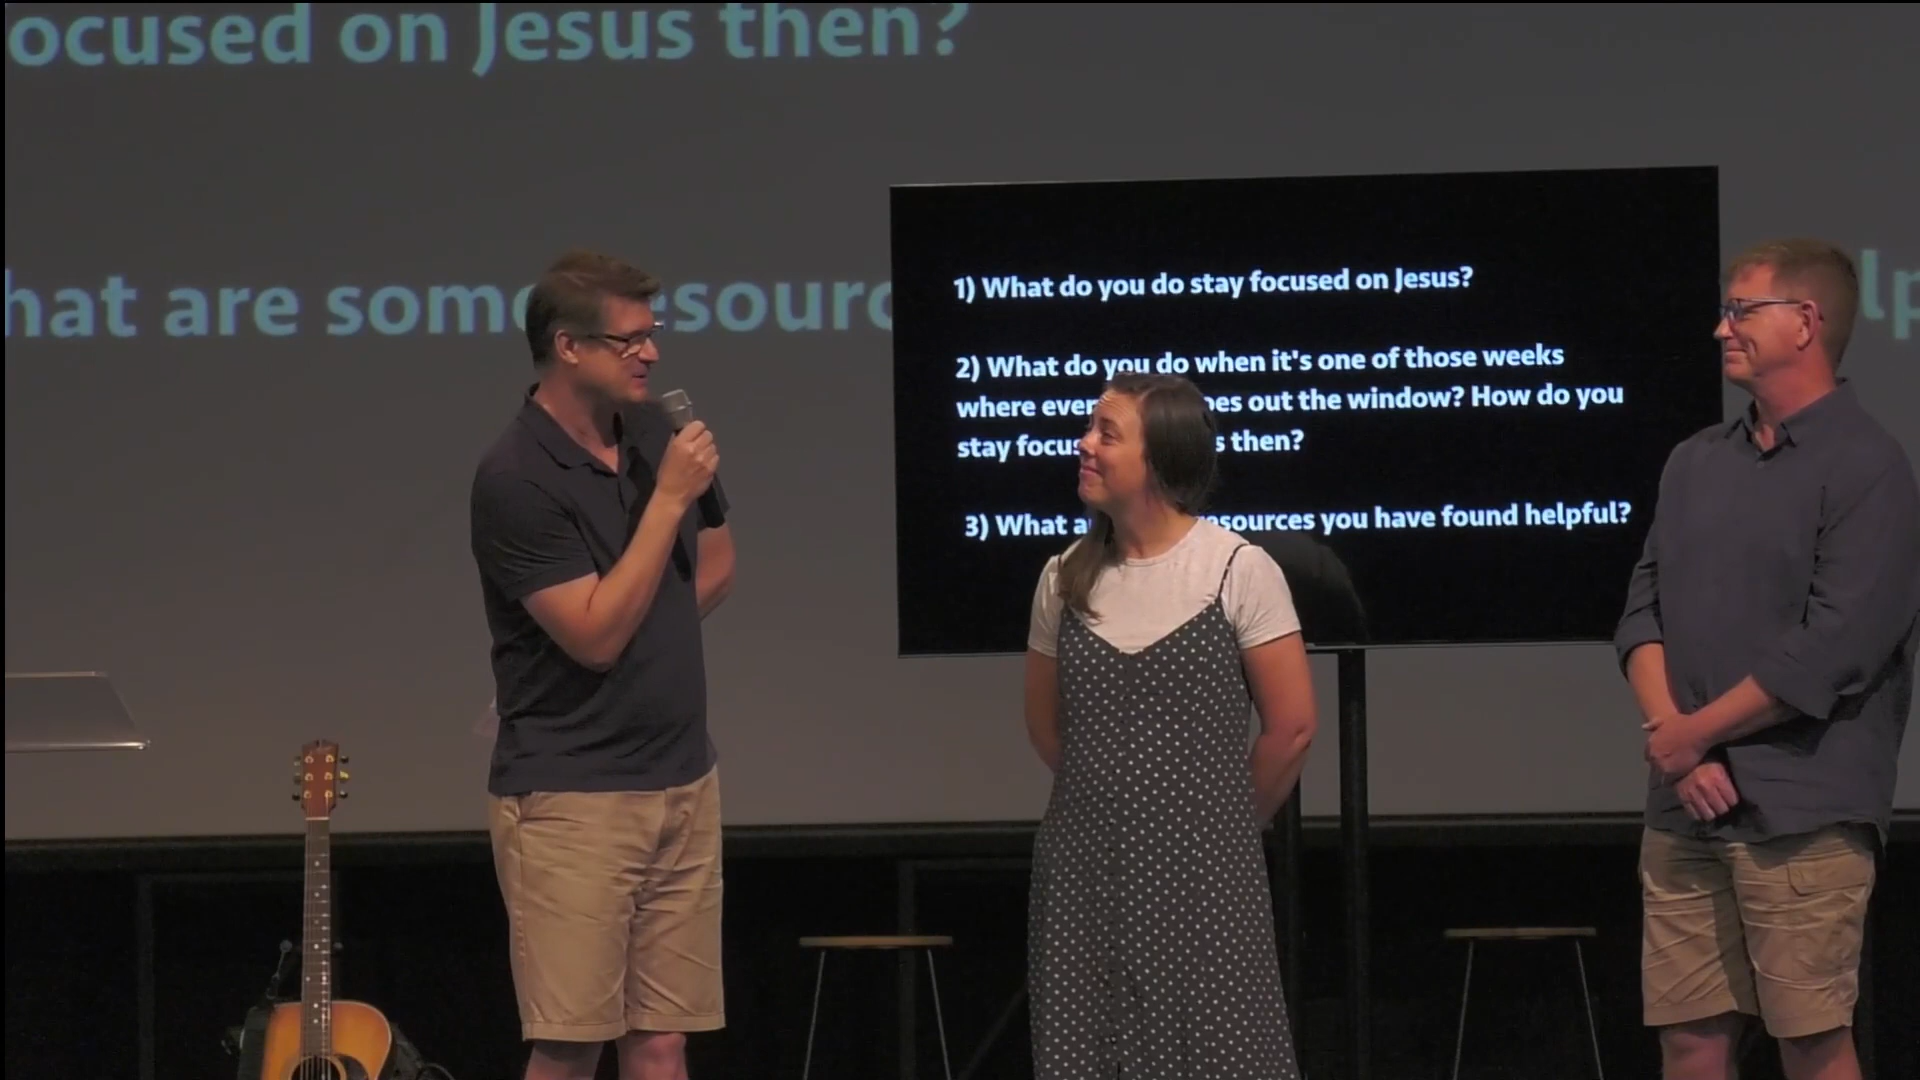 ocused on Jesus then?
hat are som esourc lp
1) What do you do stay focused on Jesus?
2) What do you do when it's one of those weeks
where ever oes out the window? How do you
stay focus s then?
3) What a esources you have found helpful?